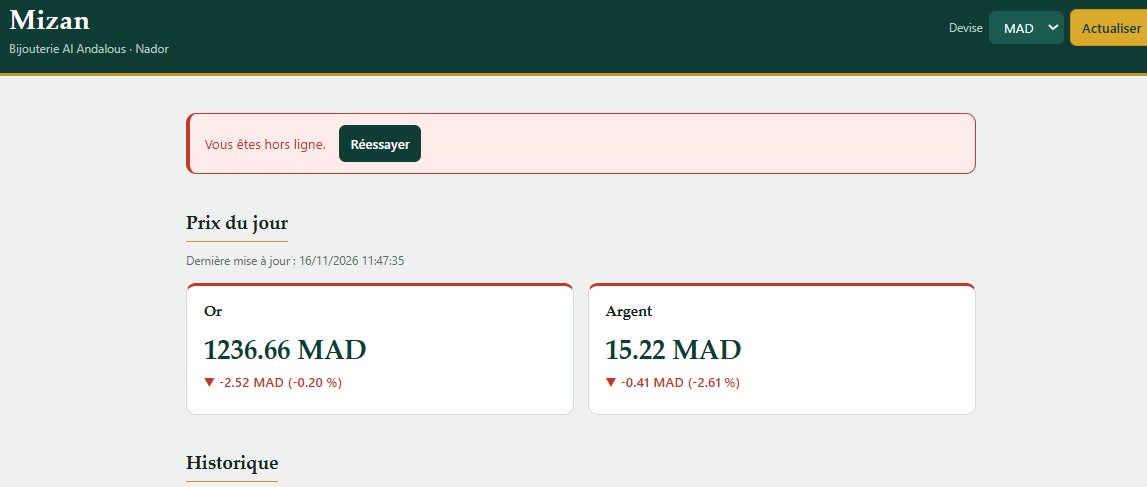 Mizan
Bijouterie Al Andalous · Nador
Devise MAD Actualiser
Vous êtes hors ligne. Réessayer
Prix du jour
Dernière mise à jour : 16/11/2026 11:47:35
Or
1236.66 MAD
▼ -2.52 MAD (-0.20 %)
Argent
15.22 MAD
▼ -0.41 MAD (-2.61 %)
Historique